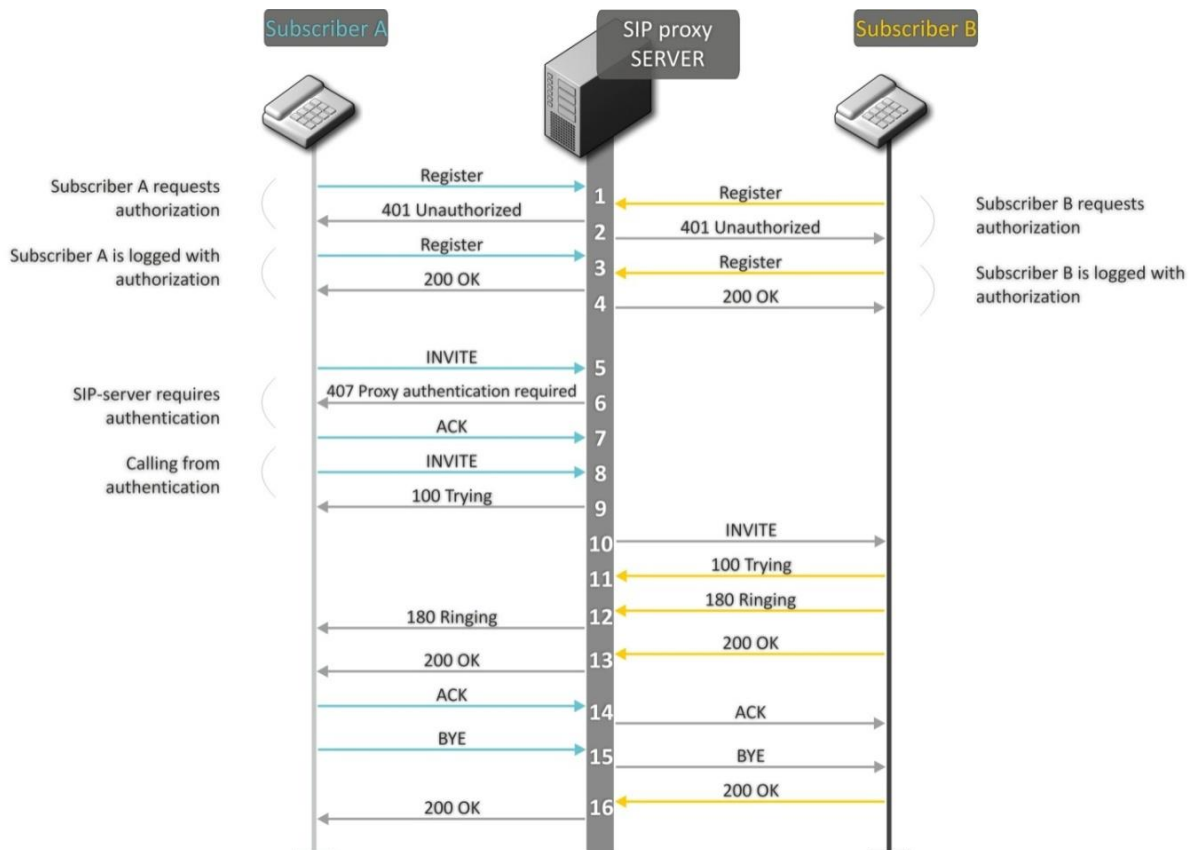 Subscriber A
SIP proxy
SERVER
Subscriber B
Subscriber A requests
authorization
Register
1
Register
Subscriber B requests
authorization
401 Unauthorized
2
401 Unauthorized
Subscriber A is logged with
authorization
Register
3
Register
Subscriber B is logged with
authorization
200 OK
4
200 OK
INVITE
5
SIP-server requires
authentication
407 Proxy authentication required
6
ACK
7
Calling from
authentication
INVITE
8
100 Trying
9
INVITE
10
100 Trying
11
180 Ringing
12
180 Ringing
200 OK
13
200 OK
ACK
14
ACK
BYE
15
BYE
200 OK
16
200 OK